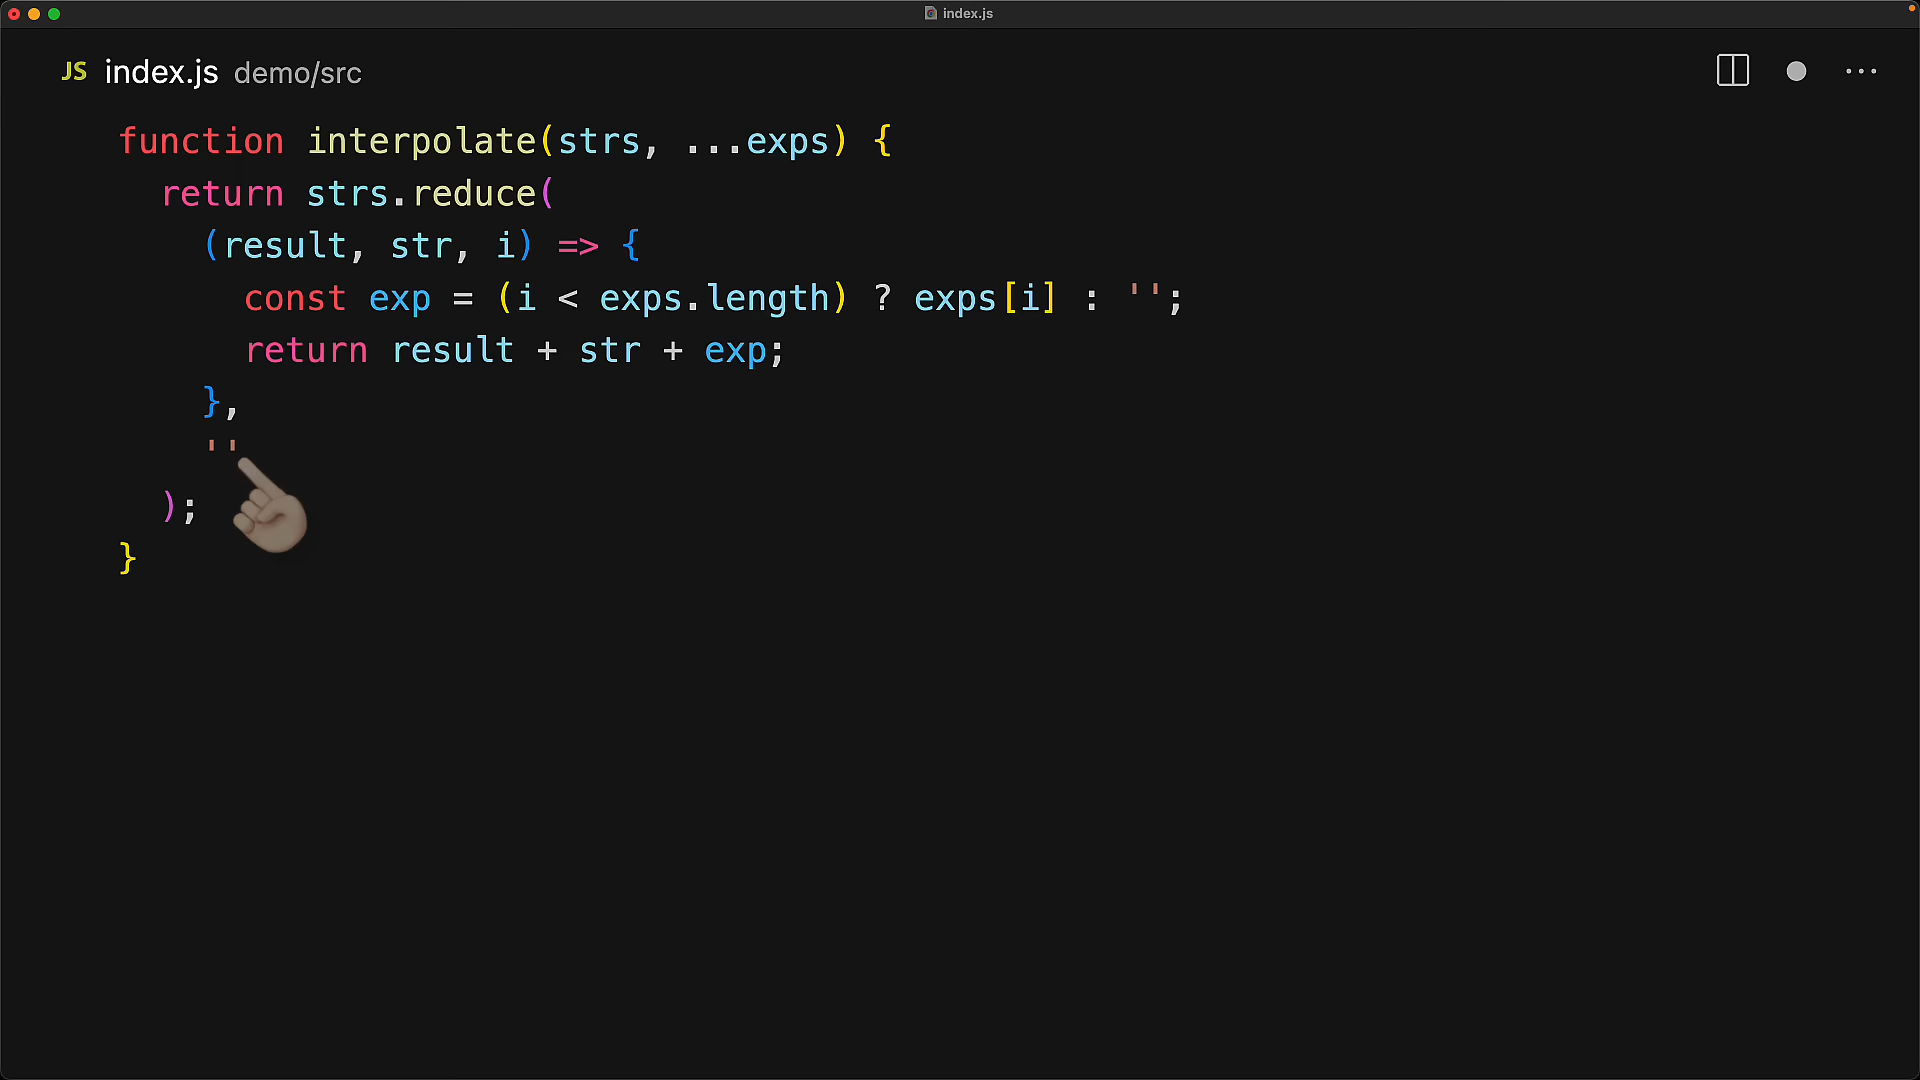 index.js
JS index.js demo/src
function interpolate(strs, ...exps) {
return strs.reduce(
(result, str, i) => {
const exp = (i < exps.length) ? exps[i] : '';
return result + str + exp;
},
''
);
}